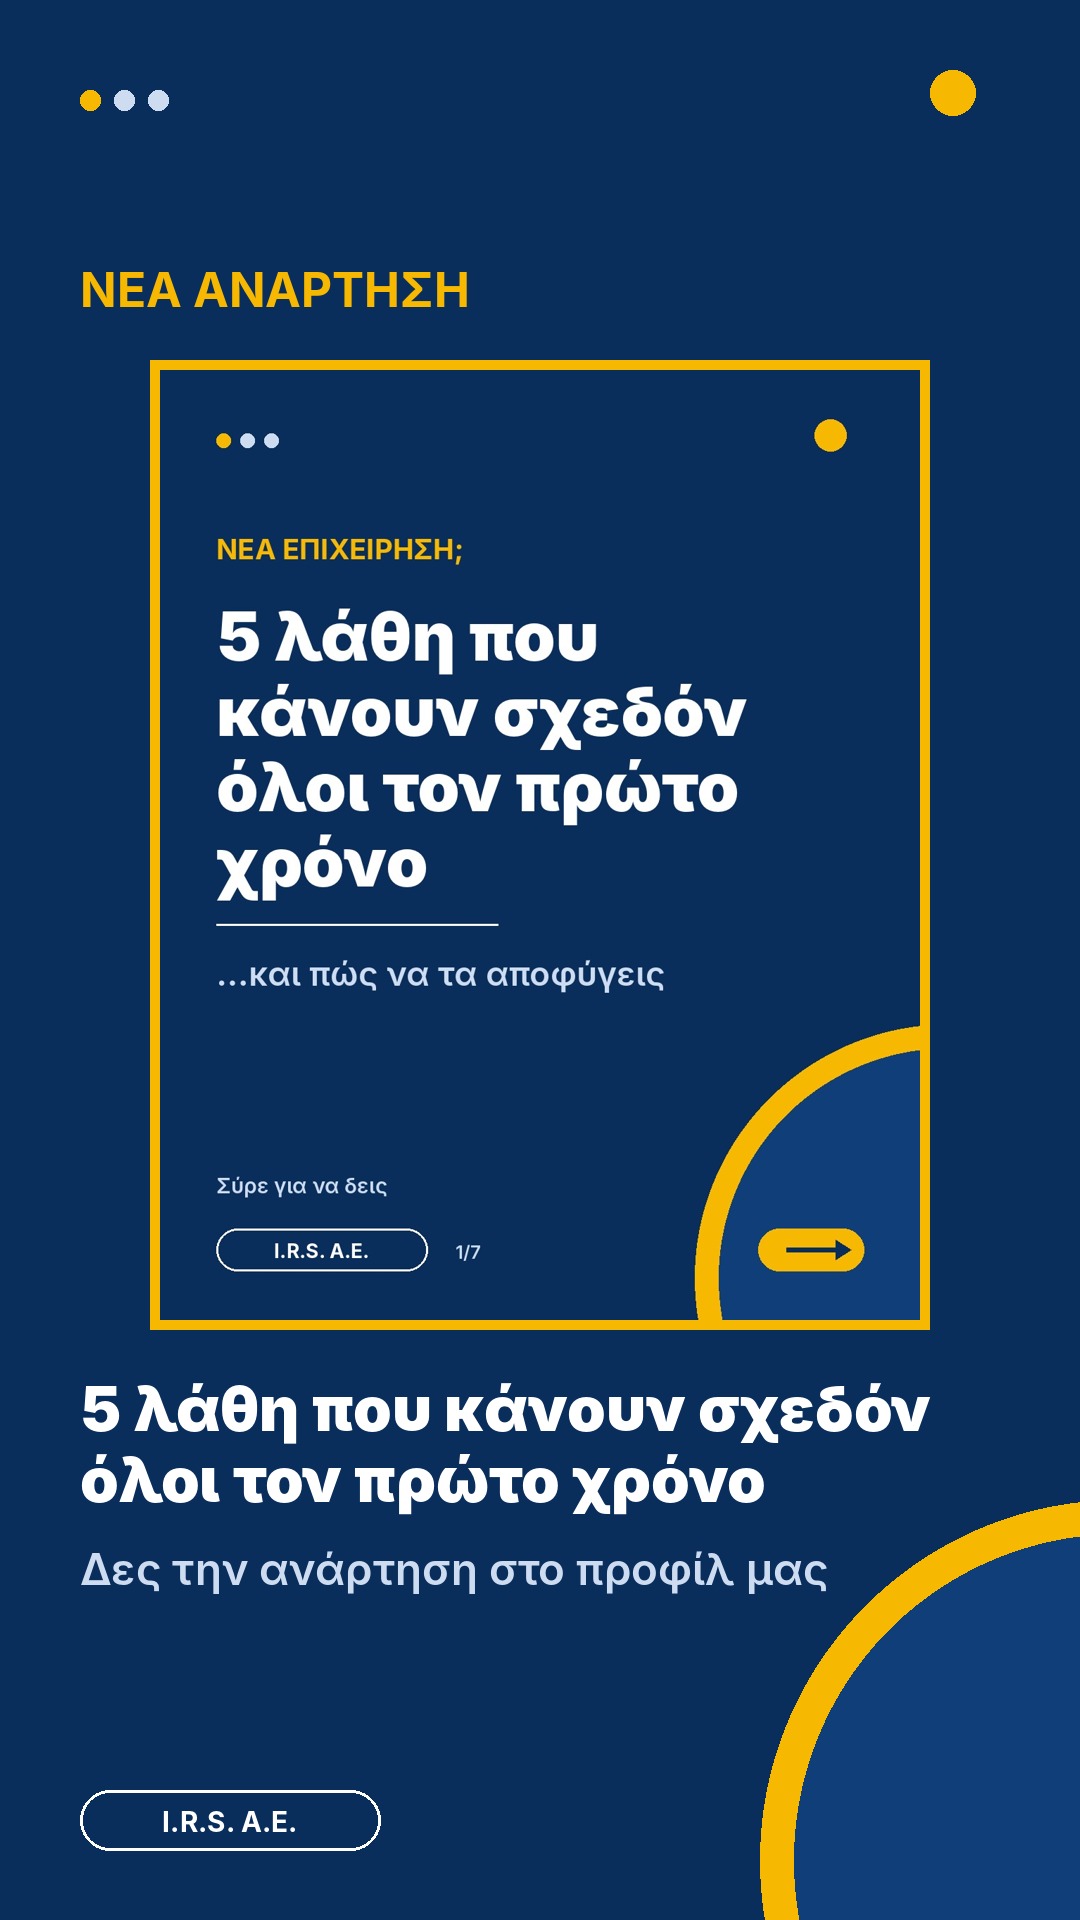 ΝΕΑ ΑΝΑΡΤΗΣΗ
ΝΕΑ ΕΠΙΧΕΙΡΗΣΗ;
5 λάθη που
κάνουν σχεδόν
όλοι τον πρώτο
χρόνο
...και πώς να τα αποφύγεις
Σύρε για να δεις
I.R.S. A.E.
1/7
5 λάθη που κάνουν σχεδόν
όλοι τον πρώτο χρόνο
Δες την ανάρτηση στο προφίλ μας
I.R.S. A.E.